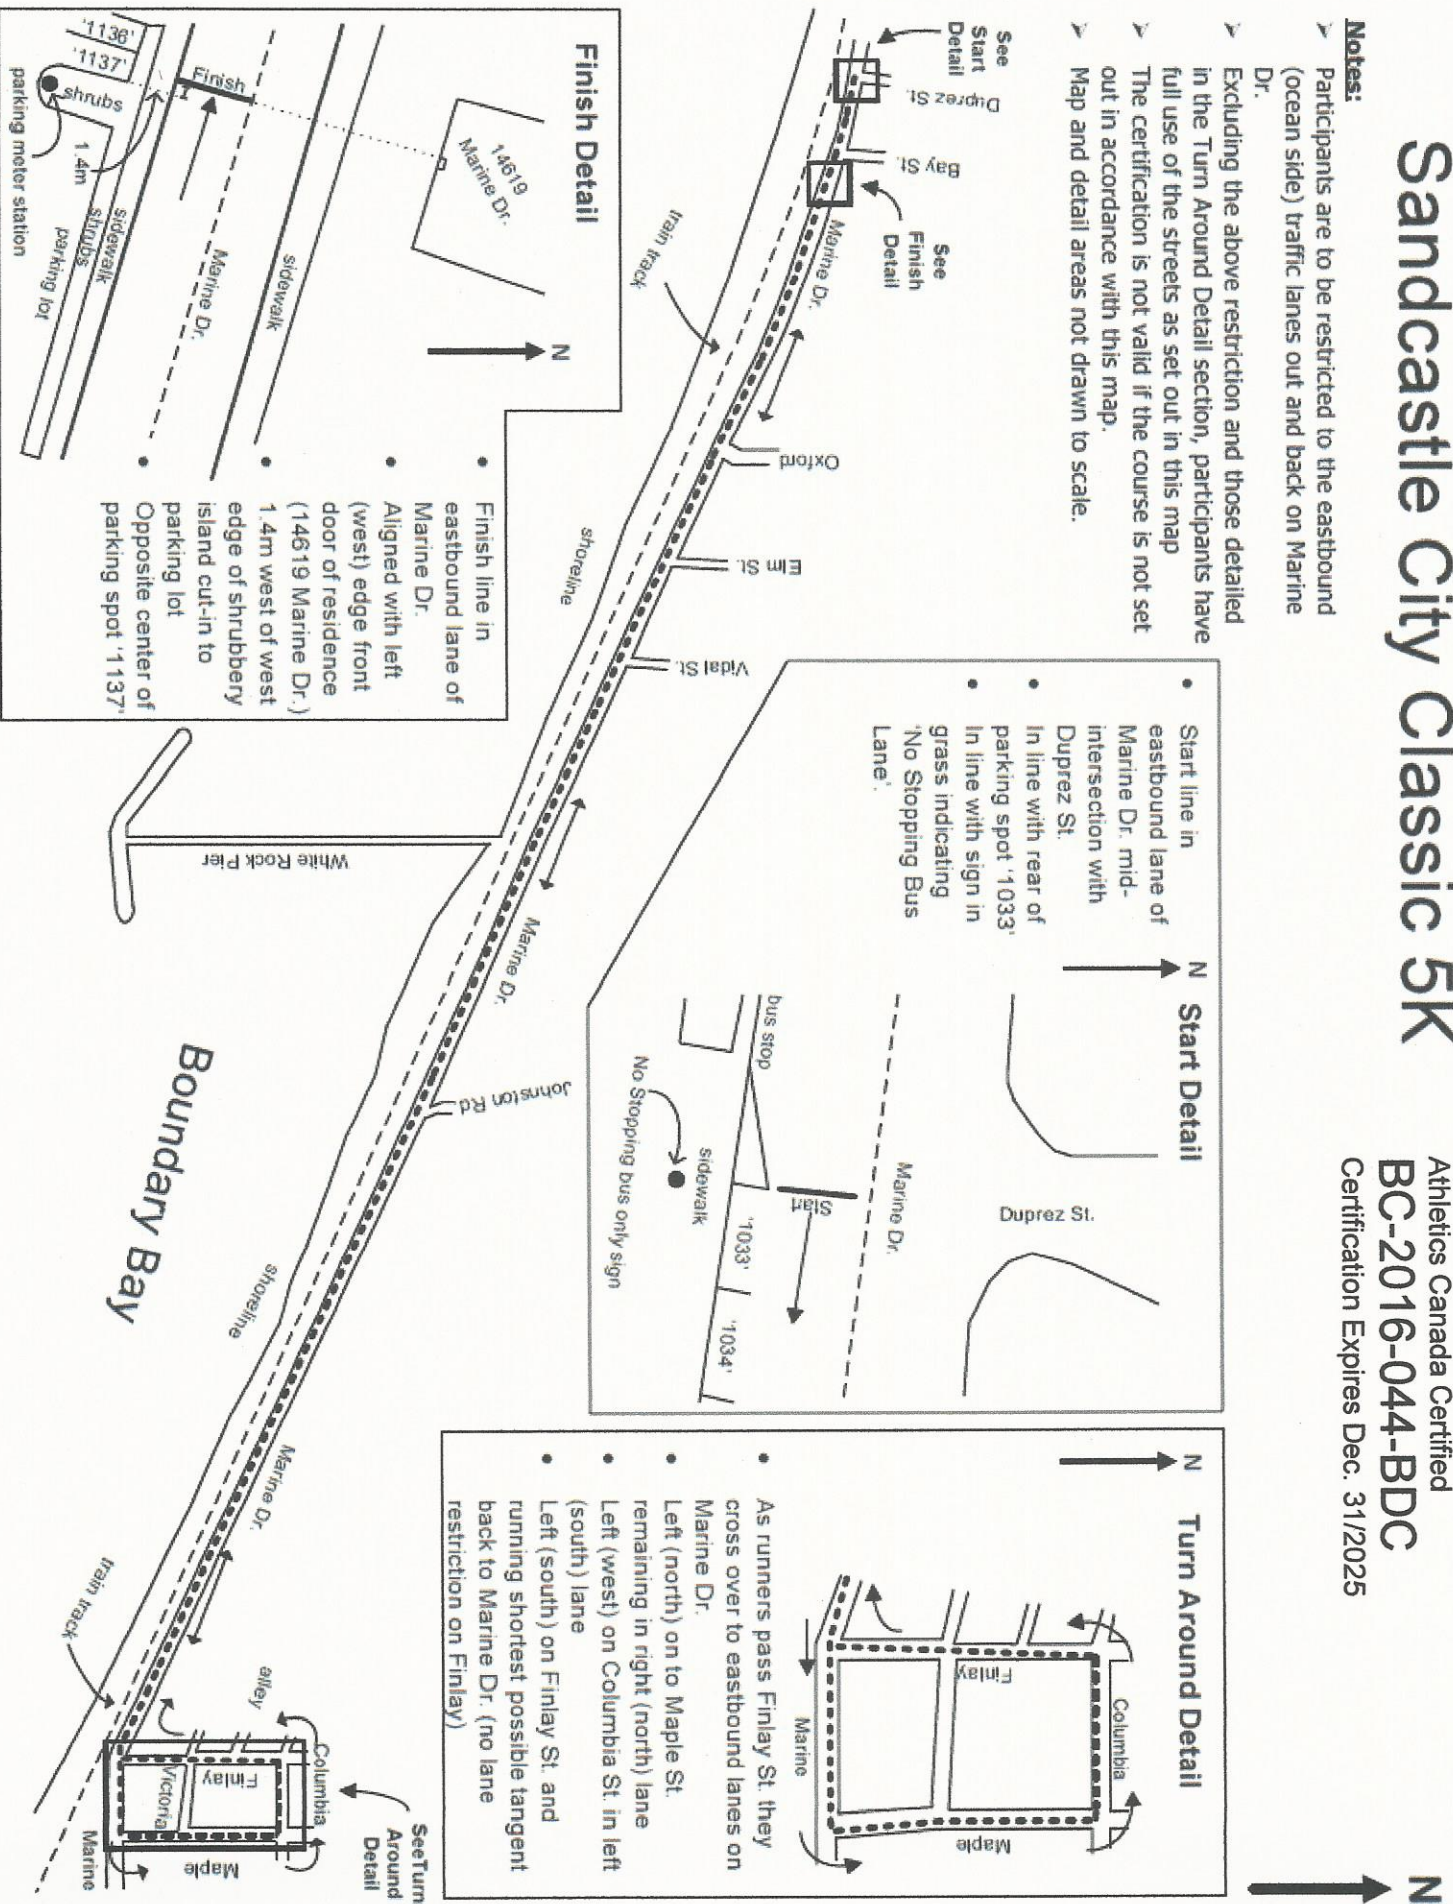 Sandcastle City Classic 5K
Athletics Canada Certified
BC-2016-044-BDC
Certification Expires Dec. 31/2025
N
Notes:
➢ Participants are to be restricted to the eastbound
(ocean side) traffic lanes out and back on Marine
Dr.
➢ Excluding the above restriction and those detailed
in the Turn Around Detail section, participants have
full use of the streets as set out in this map
➢ The certification is not valid if the course is not set
out in accordance with this map.
➢ Map and detail areas not drawn to scale.
• Start line in
eastbound lane of
Marine Dr. mid-
intersection with
Duprez St.
• In line with rear of
parking spot '1033'
• In line with sign in
grass indicating
'No Stopping Bus
Lane'.
N
Start Detail
Duprez St.
Marine Dr.
Start
bus stop
'1033'
'1034'
sidewalk
No Stopping bus only sign
N
Turn Around Detail
Columbia
Finlay
Maple
Marine
• As runners pass Finlay St. they
cross over to eastbound lanes on
Marine Dr.
• Left (north) on to Maple St.
remaining in right (north) lane
• Left (west) on Columbia St. in left
(south) lane
• Left (south) on Finlay St. and
running shortest possible tangent
back to Marine Dr. (no lane
restriction on Finlay)
See
Start
Detail
Duprez St.
Bay St.
See
Finish
Detail
Marine Dr.
train track
Oxford
Elm St.
shoreline
Vidal St.
White Rock Pier
Marine Dr.
Johnston Rd
Boundary Bay
shoreline
Marine Dr.
train track
alley
Columbia
Finlay
Victoria
Maple
Marine
SeeTurn
Around
Detail
Finish Detail
14619
Marine Dr.
N
sidewalk
Marine Dr.
Finish
'1136'
'1137'
shrubs
1.4m
sidewalk
shrubs
parking lot
parking meter station
• Finish line in
eastbound lane of
Marine Dr.
• Aligned with left
(west) edge front
door of residence
(14619 Marine Dr.)
• 1.4m west of west
edge of shrubbery
island cut-in to
parking lot
• Opposite center of
parking spot '1137'